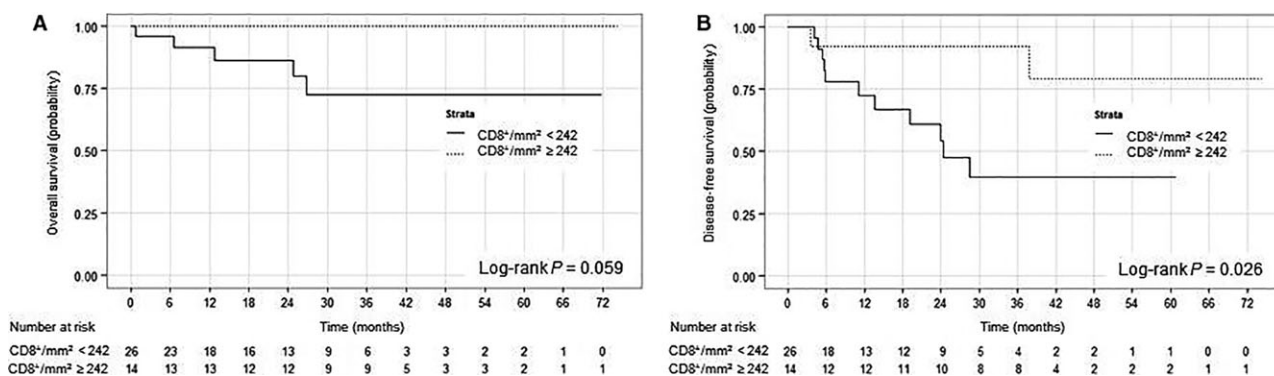 A
Overall survival (probability)
1.00
0.75
0.50
0.25
0.00
Strata
CD8⁺/mm² < 242
CD8⁺/mm² ≥ 242
Log-rank P = 0.059
0 6 12 18 24 30 36 42 48 54 60 66 72
Number at risk
Time (months)
CD8⁺/mm² < 242 26 23 18 16 13 9 6 3 3 2 2 1 0
CD8⁺/mm² ≥ 242 14 13 13 12 12 9 9 5 3 3 2 1 1
B
Disease-free survival (probability)
1.00
0.75
0.50
0.25
0.00
Strata
CD8⁺/mm² < 242
CD8⁺/mm² ≥ 242
Log-rank P = 0.026
0 6 12 18 24 30 36 42 48 54 60 66 72
Number at risk
Time (months)
CD8⁺/mm² < 242 26 18 13 12 9 5 4 2 2 1 1 0 0
CD8⁺/mm² ≥ 242 14 12 12 11 10 8 8 4 2 2 2 1 1